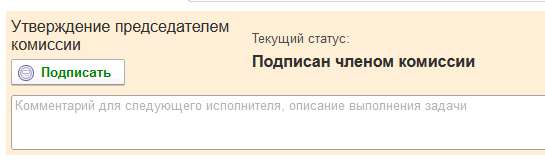 Утверждение председателем
комиссии
Подписать
Текущий статус:
Подписан членом комиссии
Комментарий для следующего исполнителя, описание выполнения задачи